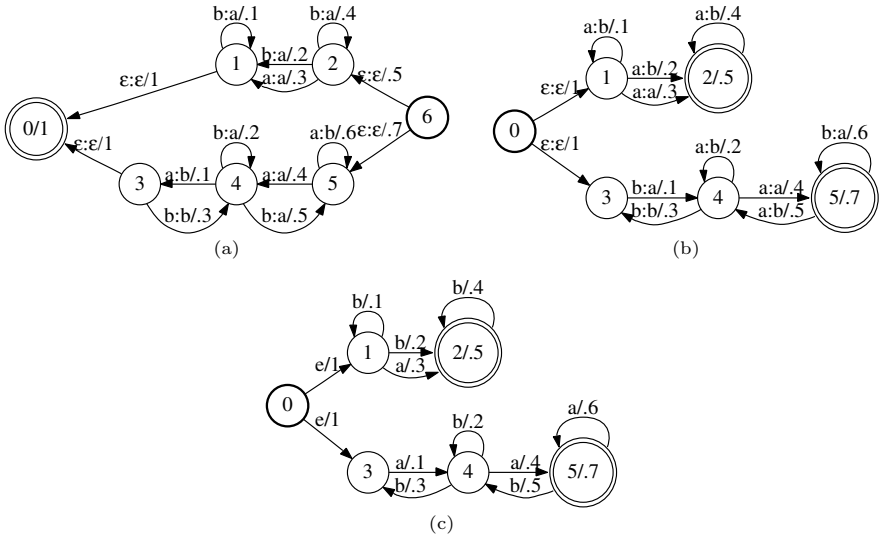 b:a/.1
b:a/.4
1
2
b:a/.2
a:a/.3
ε:ε/1
ε:ε/.5
0/1
6
ε:ε/1
ε:ε/.7
b:a/.2
a:b/.6
3
4
5
a:b/.1
a:a/.4
b:b/.3
b:a/.5
(a)
a:b/.1
a:b/.4
1
2/.5
a:b/.2
a:a/.3
ε:ε/1
0
ε:ε/1
a:b/.2
b:a/.6
3
4
5/.7
b:a/.1
a:a/.4
b:b/.3
a:b/.5
(b)
b/.1
b/.4
1
2/.5
b/.2
a/.3
e/1
0
e/1
b/.2
a/.6
3
4
5/.7
a/.1
a/.4
b/.3
b/.5
(c)